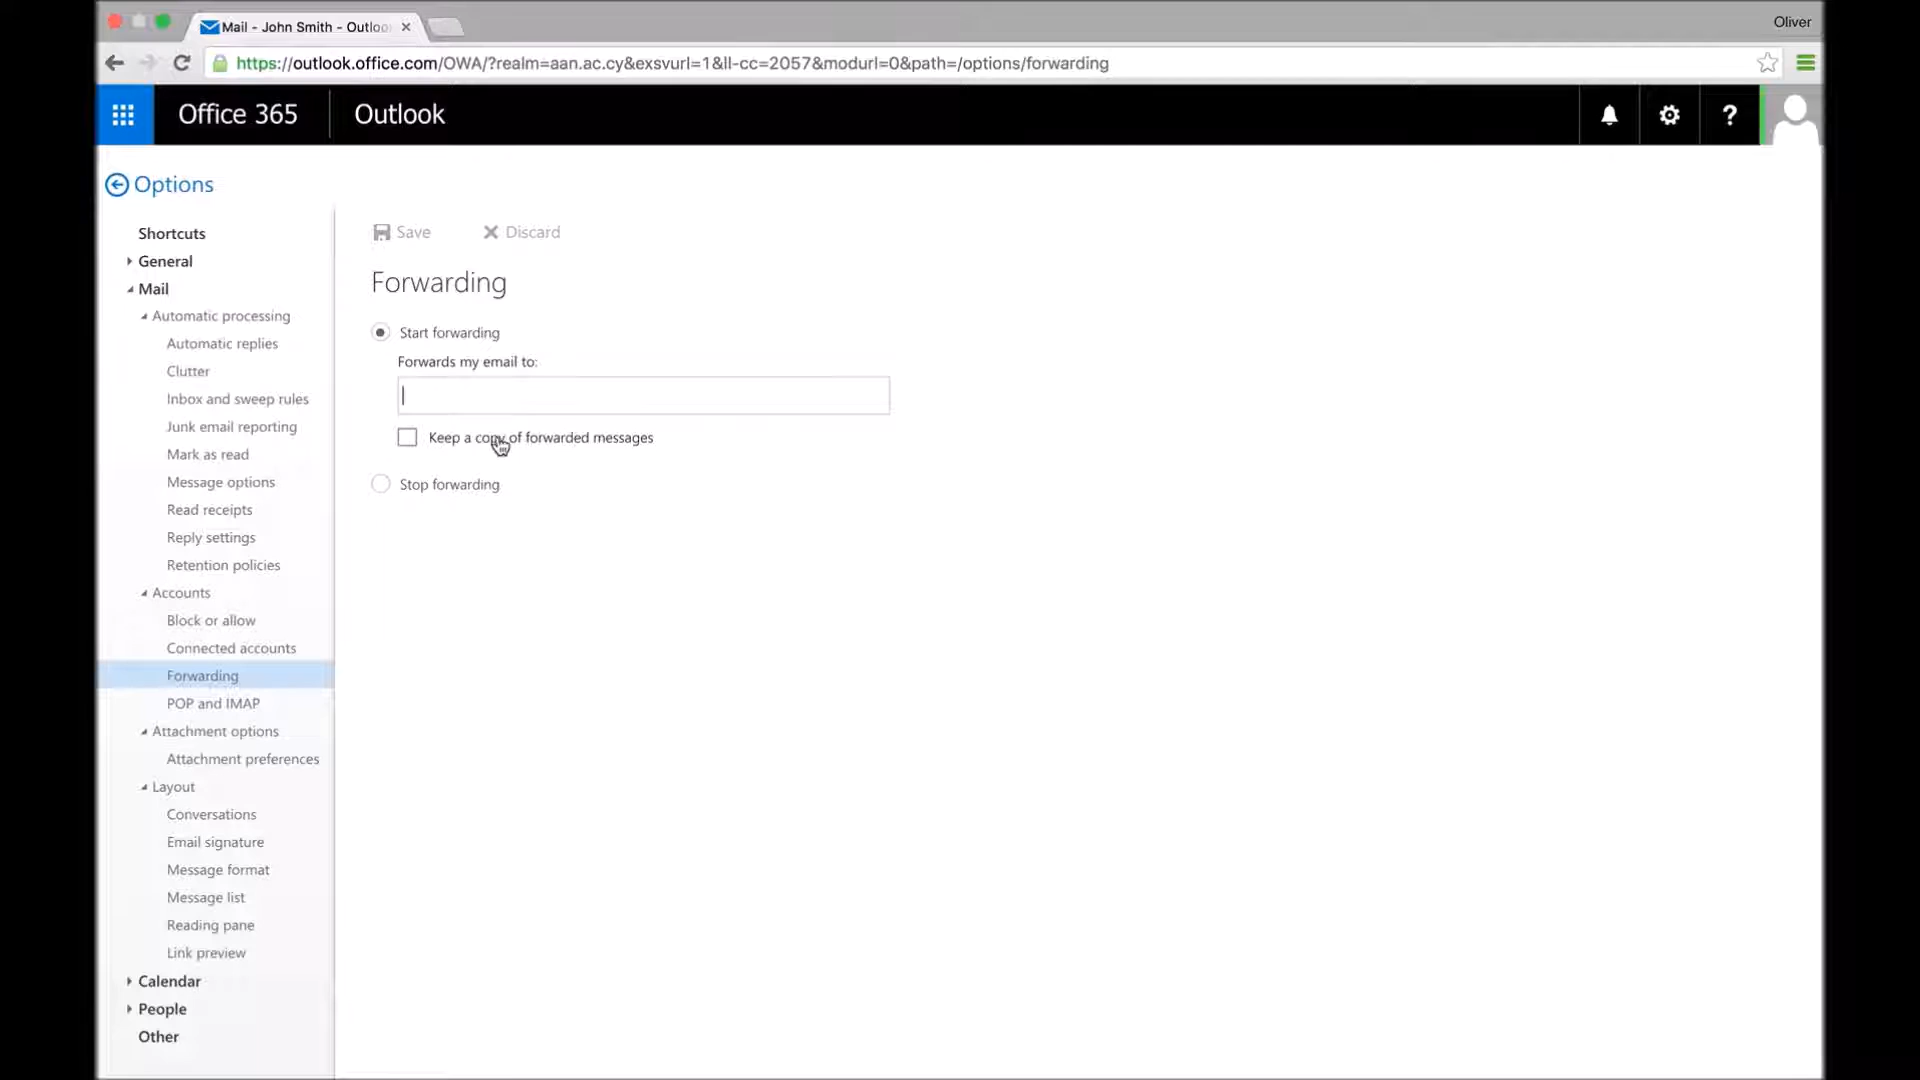 Mail - John Smith - Outloo
Oliver
https://outlook.office.com/OWA/?realm=aan.ac.cy&exsvurl=1&ll-cc=2057&modurl=0&path=/options/forwarding
Office 365
Outlook
?
Options
Shortcuts
General
Mail
Automatic processing
Automatic replies
Clutter
Inbox and sweep rules
Junk email reporting
Mark as read
Message options
Read receipts
Reply settings
Retention policies
Accounts
Block or allow
Connected accounts
Forwarding
POP and IMAP
Attachment options
Attachment preferences
Layout
Conversations
Email signature
Message format
Message list
Reading pane
Link preview
Calendar
People
Other
Save
Discard
Forwarding
Start forwarding
Forwards my email to:
Keep a copy of forwarded messages
Stop forwarding